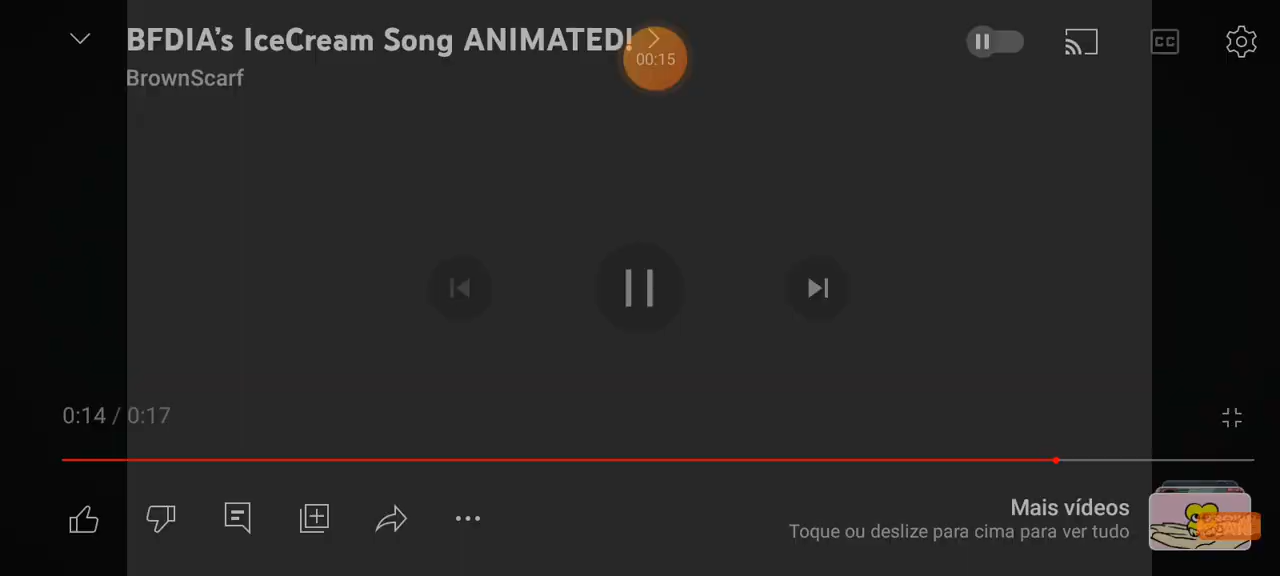 BFDIA's IceCream Song ANIMATED!
00:15
BrownScarf
CC
0:14 / 0:17
Mais vídeos
Toque ou deslize para cima para ver tudo